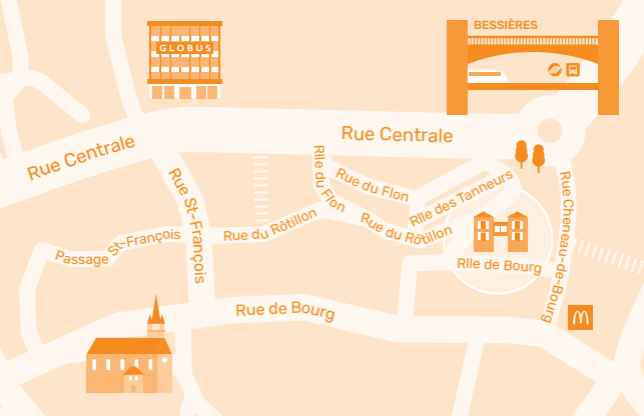 BESSIÈRES
GLOBUS
Rue Centrale
Rue Centrale
Rlle du Flon
Rue du Flon
Rlle des Tanneurs
Rue St-François
Rue Cheneau-de-Bourg
Rue du Rôtillon
Rue du Rôtillon
Passage St-François
Rlle de Bourg
Rue de Bourg